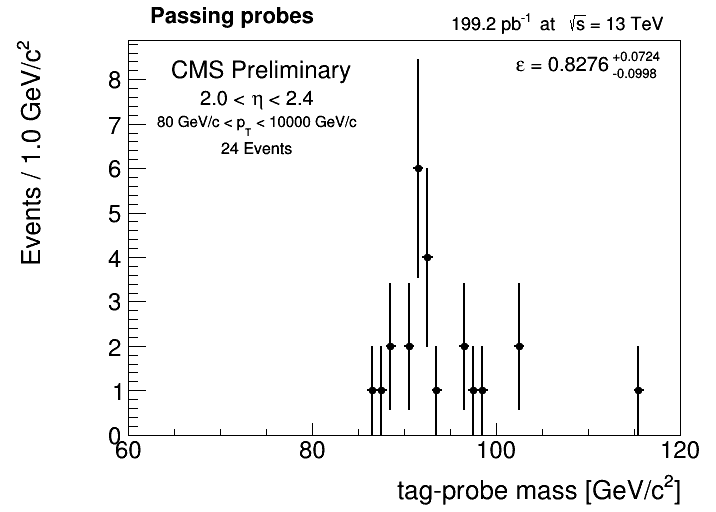 Passing probes
199.2 pb⁻¹ at √s = 13 TeV
CMS Preliminary
2.0 < η < 2.4
80 GeV/c < p_T < 10000 GeV/c
24 Events
ε = 0.8276 +0.0724 -0.0998
Events / 1.0 GeV/c²
8
7
6
5
4
3
2
1
0
60 80 100 120
tag-probe mass [GeV/c²]